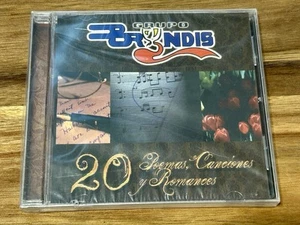 GRUPO
BRYNDIS
20 Poemas, Canciones
y Romances